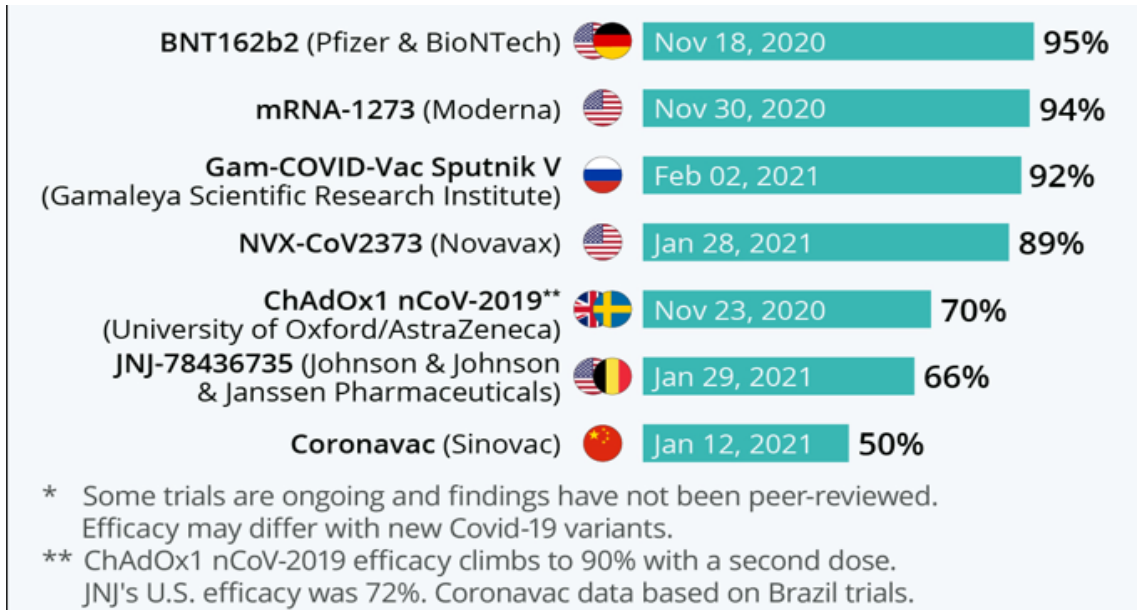 BNT162b2 (Pfizer & BioNTech) Nov 18, 2020 95%
mRNA-1273 (Moderna) Nov 30, 2020 94%
Gam-COVID-Vac Sputnik V
(Gamaleya Scientific Research Institute) Feb 02, 2021 92%
NVX-CoV2373 (Novavax) Jan 28, 2021 89%
ChAdOx1 nCoV-2019**
(University of Oxford/AstraZeneca) Nov 23, 2020 70%
JNJ-78436735 (Johnson & Johnson
& Janssen Pharmaceuticals) Jan 29, 2021 66%
Coronavac (Sinovac) Jan 12, 2021 50%
* Some trials are ongoing and findings have not been peer-reviewed.
Efficacy may differ with new Covid-19 variants.
** ChAdOx1 nCoV-2019 efficacy climbs to 90% with a second dose.
JNJ's U.S. efficacy was 72%. Coronavac data based on Brazil trials.